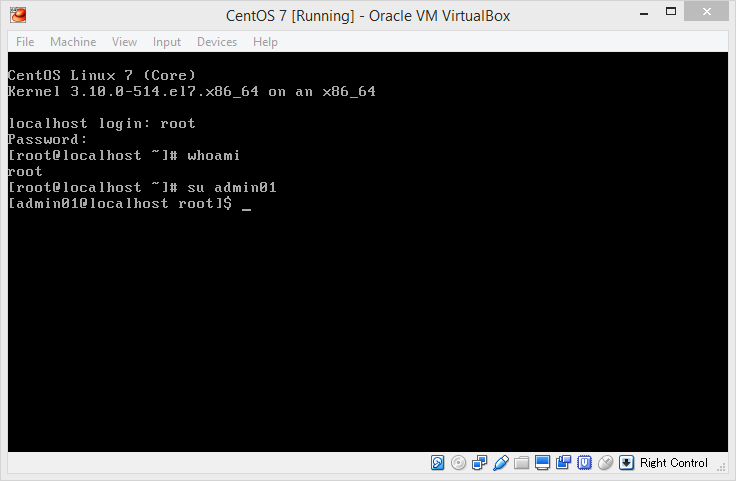 CentOS 7 [Running] - Oracle VM VirtualBox
File Machine View Input Devices Help
CentOS Linux 7 (Core)
Kernel 3.10.0-514.el7.x86_64 on an x86_64
localhost login: root
Password:
[root@localhost ~]# whoami
root
[root@localhost ~]# su admin01
[admin01@localhost root]$ _
Right Control